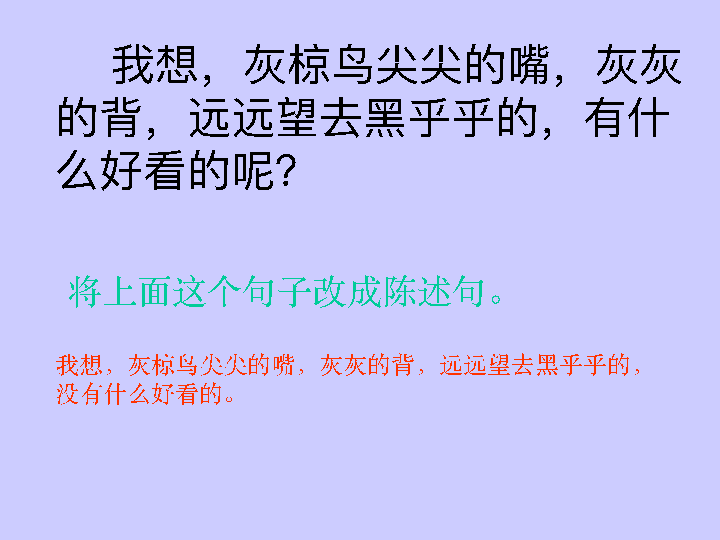 我想，灰椋鸟尖尖的嘴，灰灰
的背，远远望去黑乎乎的，有什
么好看的呢？
将上面这个句子改成陈述句。
我想，灰椋鸟尖尖的嘴，灰灰的背，远远望去黑乎乎的，
没有什么好看的。